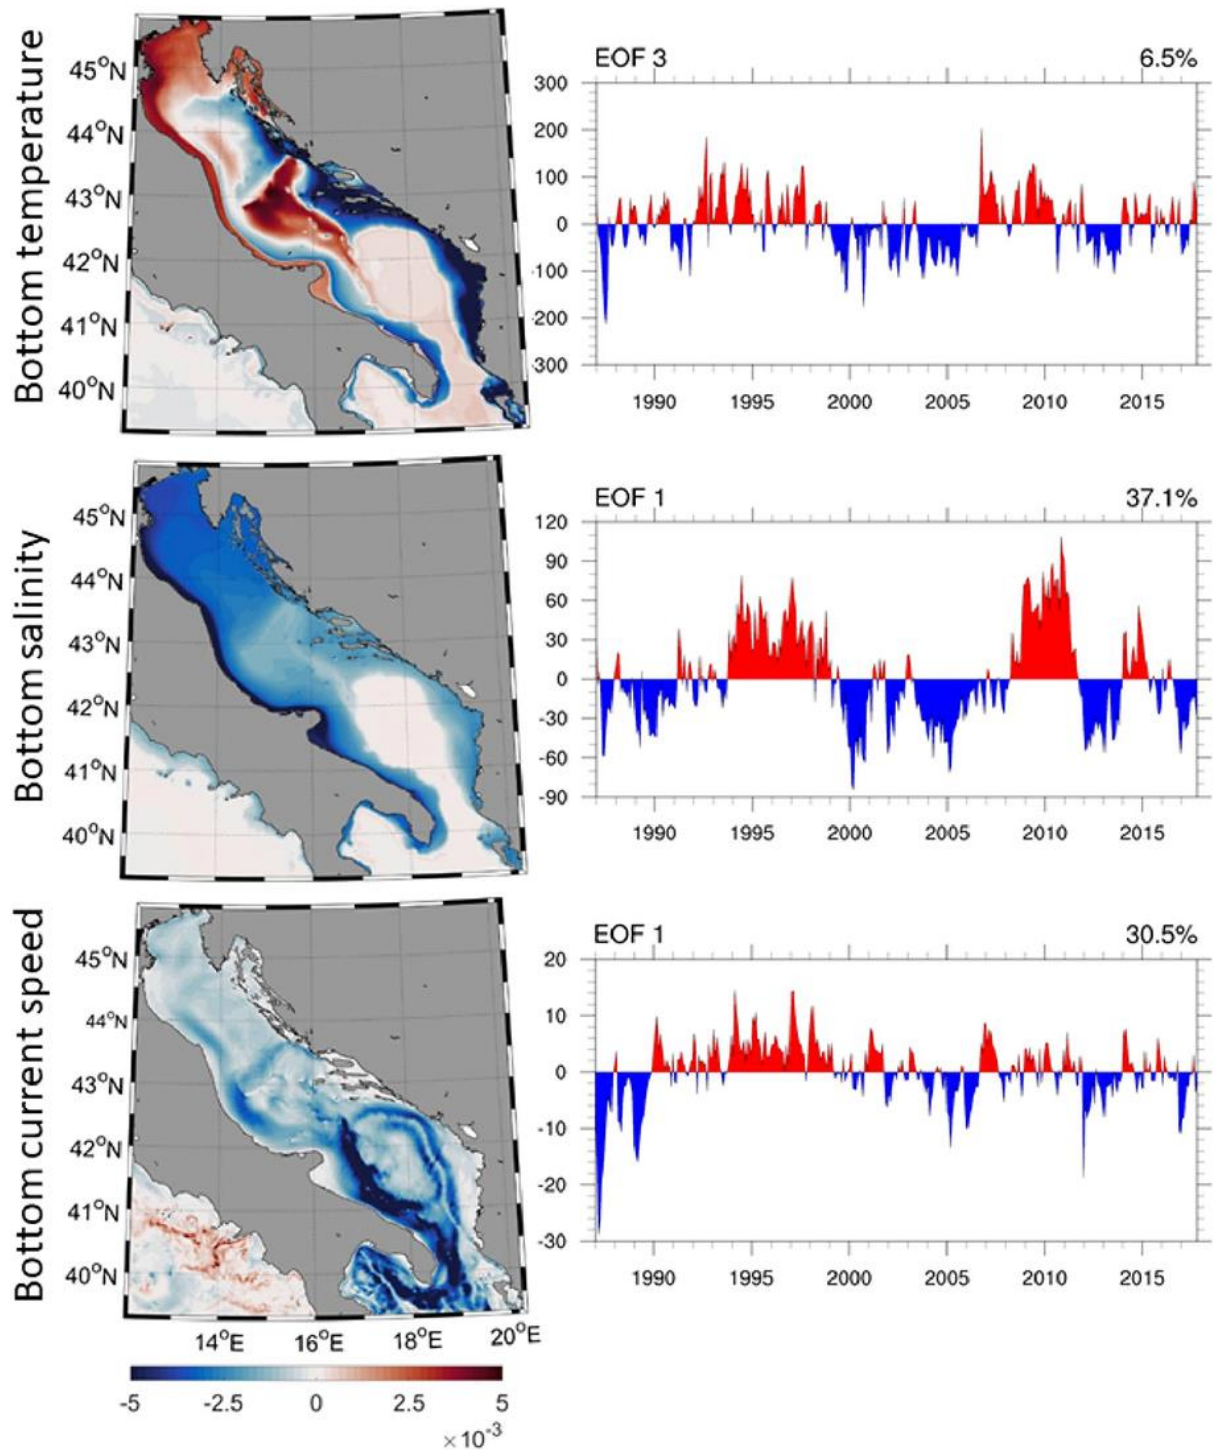 Bottom temperature
45°N
44°N
43°N
42°N
41°N
40°N
EOF 3 6.5%
300
200
100
0
-100
-200
300
1990 1995 2000 2005 2010 2015
Bottom salinity
45°N
44°N
43°N
42°N
41°N
40°N
EOF 1 37.1%
120
90
60
30
0
-30
-60
-90
1990 1995 2000 2005 2010 2015
Bottom current speed
45°N
44°N
43°N
42°N
41°N
40°N
14°E 16°E 18°E 20°E
EOF 1 30.5%
20
10
0
-10
-20
-30
1990 1995 2000 2005 2010 2015
-5 -2.5 0 2.5 5
×10⁻³